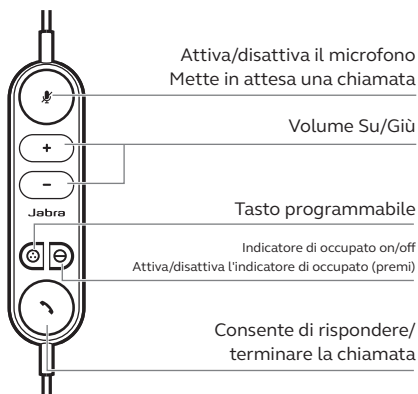 Attiva/disattiva il microfono
Mette in attesa una chiamata
Volume Su/Giù
+
−
Jabra
Tasto programmabile
Indicatore di occupato on/off
Attiva/disattiva l'indicatore di occupato (premi)
Consente di rispondere/
terminare la chiamata